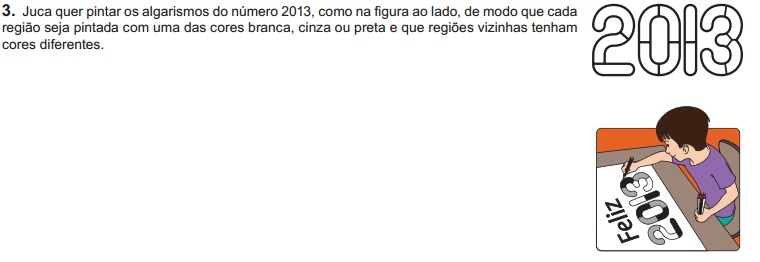 3. Juca quer pintar os algarismos do número 2013, como na figura ao lado, de modo que cada
região seja pintada com uma das cores branca, cinza ou preta e que regiões vizinhas tenham
cores diferentes.
2013
Feliz
2013